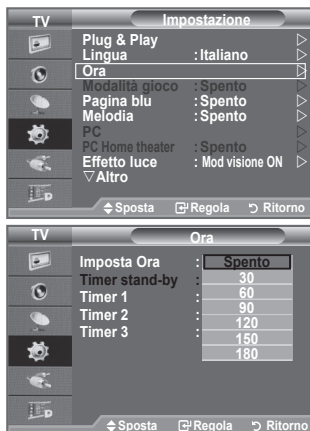 TV Impostazione
Plug & Play
Lingua : Italiano
Ora
Modalità gioco : Spento
Pagina blu : Spento
Melodia : Spento
PC
PC Home theater : Spento
Effetto luce : Mod visione ON
▽Altro
Sposta Regola Ritorno
TV Ora
Imposta Ora : Spento
Timer stand-by : 30
Timer 1 : 60
90
Timer 2 : 120
Timer 3 : 150
180
Sposta Regola Ritorno